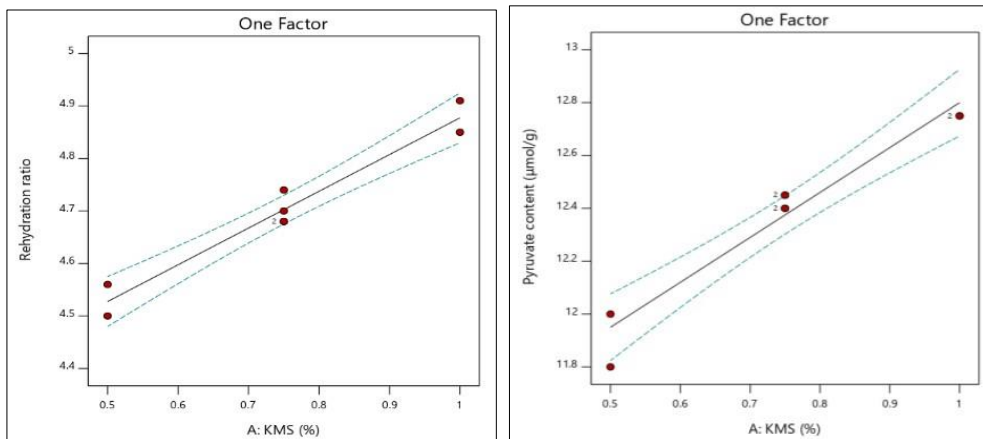 One Factor
5
4.9
4.8
4.7
4.6
4.5
4.4
Rehydration ratio
2
0.5 0.6 0.7 0.8 0.9 1
A: KMS (%)
One Factor
13
12.8
12.6
12.4
12.2
12
11.8
Pyruvate content (µmol/g)
2
2
2
0.5 0.6 0.7 0.8 0.9 1
A: KMS (%)